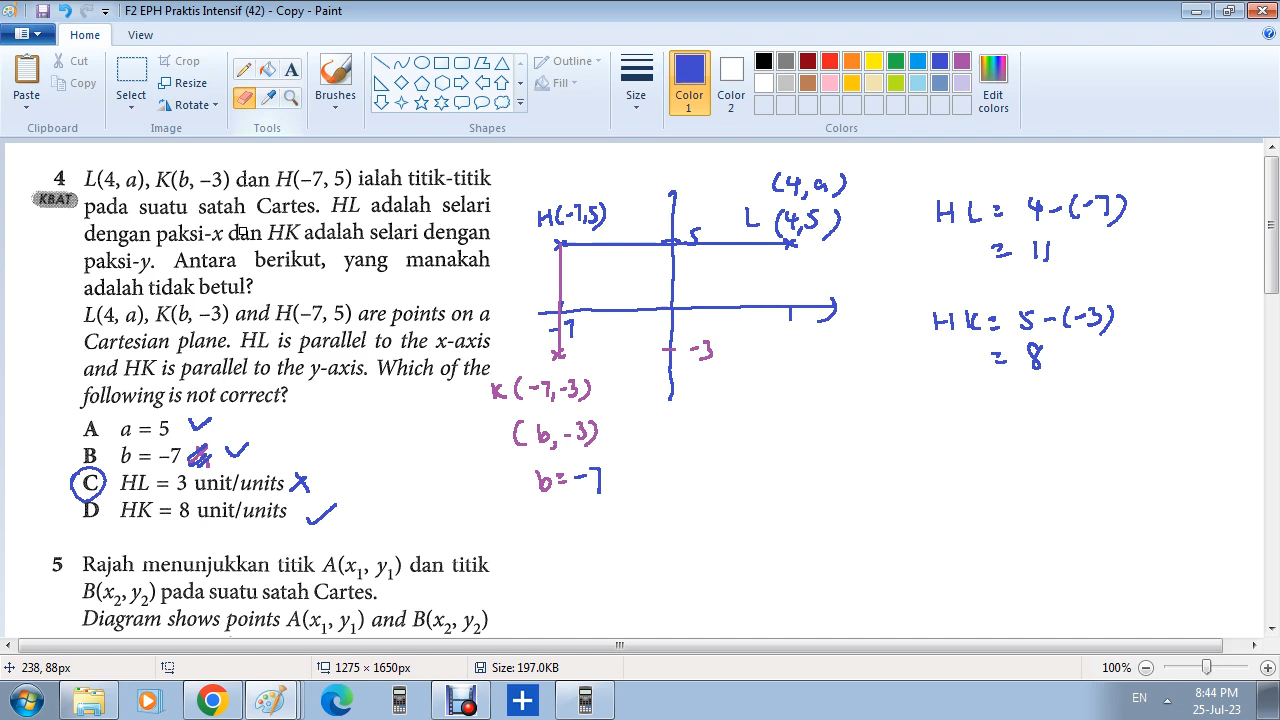 F2 EPH Praktis Intensif (42) - Copy - Paint
Home View
Paste
Cut
Copy
Clipboard
Select
Crop
Resize
Rotate
Image
Tools
Brushes
Outline
Fill
Shapes
Size
Color 1
Color 2
Edit colors
Colors
4 L(4, a), K(b, –3) dan H(–7, 5) ialah titik-titik
KBAT pada suatu satah Cartes. HL adalah selari
dengan paksi-x dan HK adalah selari dengan
paksi-y. Antara berikut, yang manakah
adalah tidak betul?
L(4, a), K(b, –3) and H(–7, 5) are points on a
Cartesian plane. HL is parallel to the x-axis
and HK is parallel to the y-axis. Which of the
following is not correct?
A a = 5 ✓
B b = –7 ✓
C HL = 3 unit/units ✗
D HK = 8 unit/units ✓
5 Rajah menunjukkan titik A(x₁, y₁) dan titik
B(x₂, y₂) pada suatu satah Cartes.
Diagram shows points A(x₁, y₁) and B(x₂, y₂)
(4, a)
H(-7,5)
L (4,5)
5
-7
-3
K (-7, -3)
(b, -3)
b = -7
HL = 4 - (-7)
= 11
HK = 5 - (-3)
= 8
238, 88px
1275 × 1650px
Size: 197.0KB
100%
EN
8:44 PM
25-Jul-23